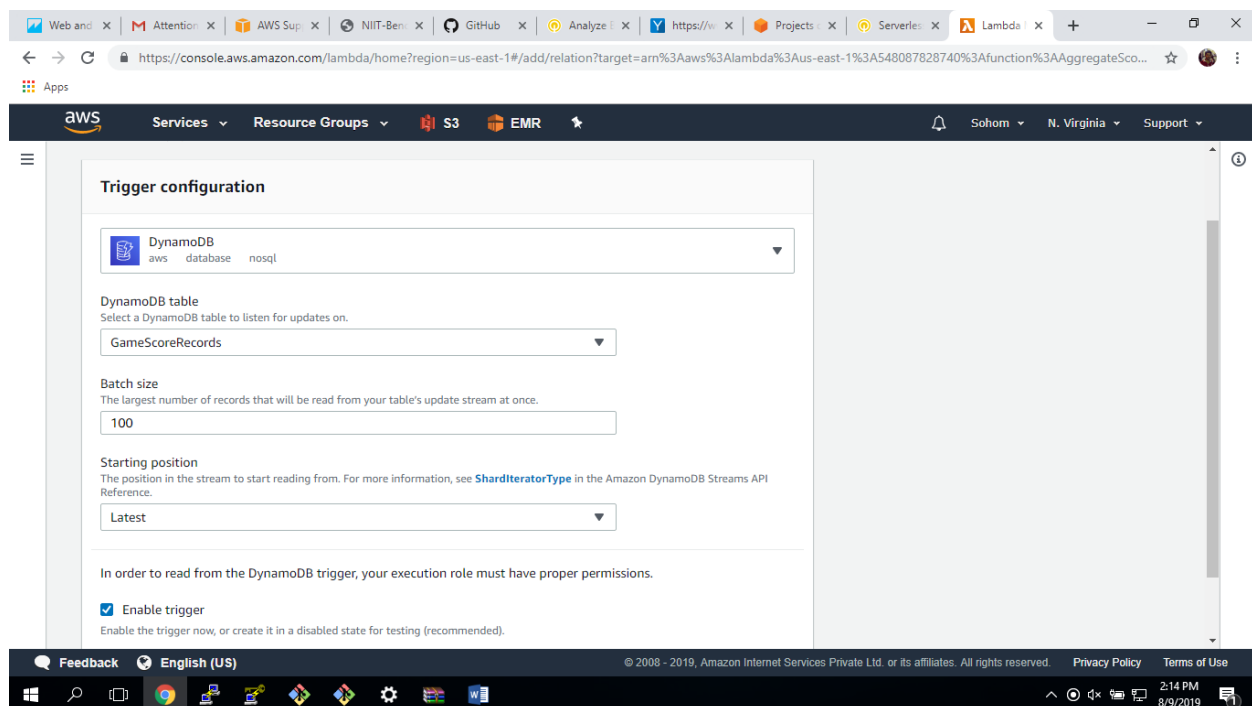 Web and
Attention
AWS Sup
NIIT-Ben
GitHub
Analyze
https://w
Projects
Serverles
Lambda
https://console.aws.amazon.com/lambda/home?region=us-east-1#/add/relation?target=arn%3Aaws%3Alambda%3Aus-east-1%3A548087828740%3Afunction%3AAggregateSco...
Apps
aws Services Resource Groups S3 EMR Sohom N. Virginia Support
Trigger configuration
DynamoDB
aws database nosql
DynamoDB table
Select a DynamoDB table to listen for updates on.
GameScoreRecords
Batch size
The largest number of records that will be read from your table's update stream at once.
100
Starting position
The position in the stream to start reading from. For more information, see ShardIteratorType in the Amazon DynamoDB Streams API
Reference.
Latest
In order to read from the DynamoDB trigger, your execution role must have proper permissions.
Enable trigger
Enable the trigger now, or create it in a disabled state for testing (recommended).
Feedback English (US) © 2008 - 2019, Amazon Internet Services Private Ltd. or its affiliates. All rights reserved. Privacy Policy Terms of Use
2:14 PM
8/9/2019